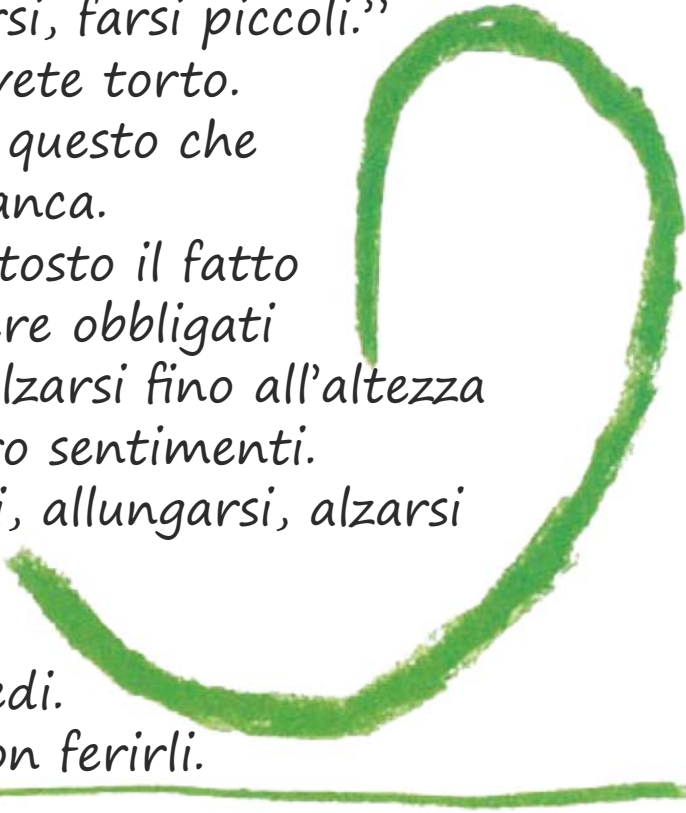 rsi, farsi piccoli.”
vete torto.
questo che
anca.
tosto il fatto
re obbligati
lzarsi fino all’altezza
ro sentimenti.
i, allungarsi, alzarsi
edi.
on ferirli.